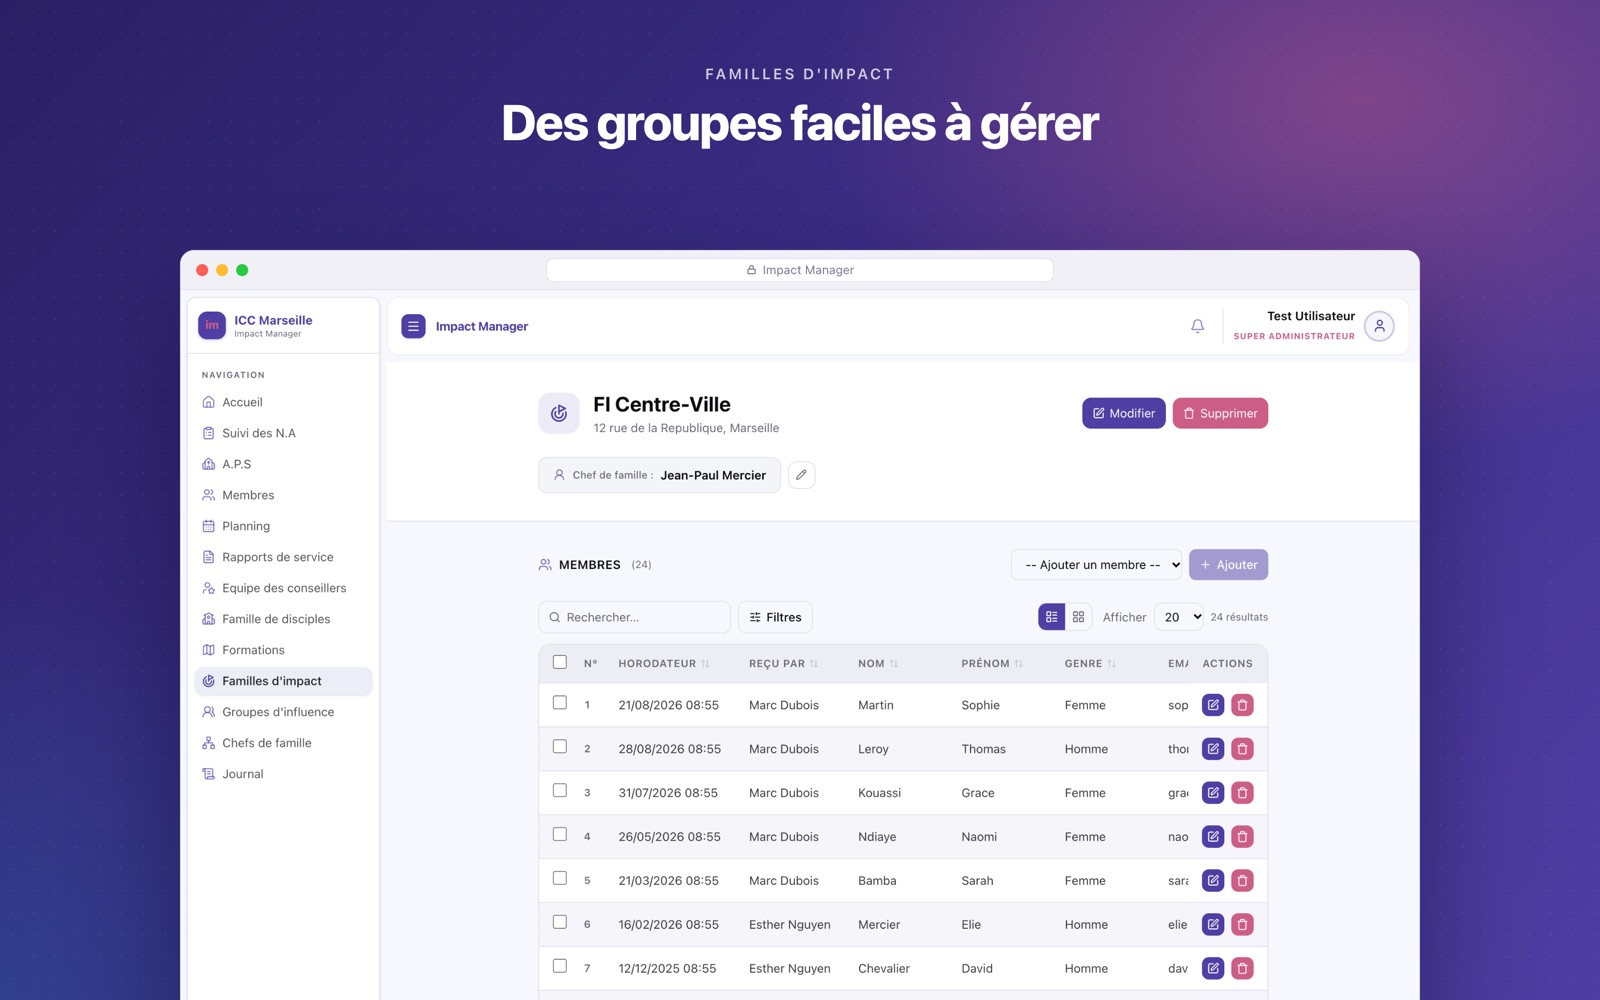 FAMILLES D'IMPACT
Des groupes faciles à gérer
Impact Manager
im
ICC Marseille
Impact Manager
Impact Manager
Test Utilisateur
SUPER ADMINISTRATEUR
NAVIGATION
Accueil
Suivi des N.A
A.P.S
Membres
Planning
Rapports de service
Equipe des conseillers
Famille de disciples
Formations
Familles d'impact
Groupes d'influence
Chefs de famille
Journal
FI Centre-Ville
12 rue de la Republique, Marseille
Modifier
Supprimer
Chef de famille : Jean-Paul Mercier
MEMBRES (24)
-- Ajouter un membre --
+ Ajouter
Rechercher...
Filtres
Afficher 20 24 résultats
N° HORODATEUR REÇU PAR NOM PRÉNOM GENRE EMA ACTIONS
1 21/08/2026 08:55 Marc Dubois Martin Sophie Femme sop
2 28/08/2026 08:55 Marc Dubois Leroy Thomas Homme thor
3 31/07/2026 08:55 Marc Dubois Kouassi Grace Femme grac
4 26/05/2026 08:55 Marc Dubois Ndiaye Naomi Femme nao
5 21/03/2026 08:55 Marc Dubois Bamba Sarah Femme sara
6 16/02/2026 08:55 Esther Nguyen Mercier Elie Homme elie
7 12/12/2025 08:55 Esther Nguyen Chevalier David Homme dav